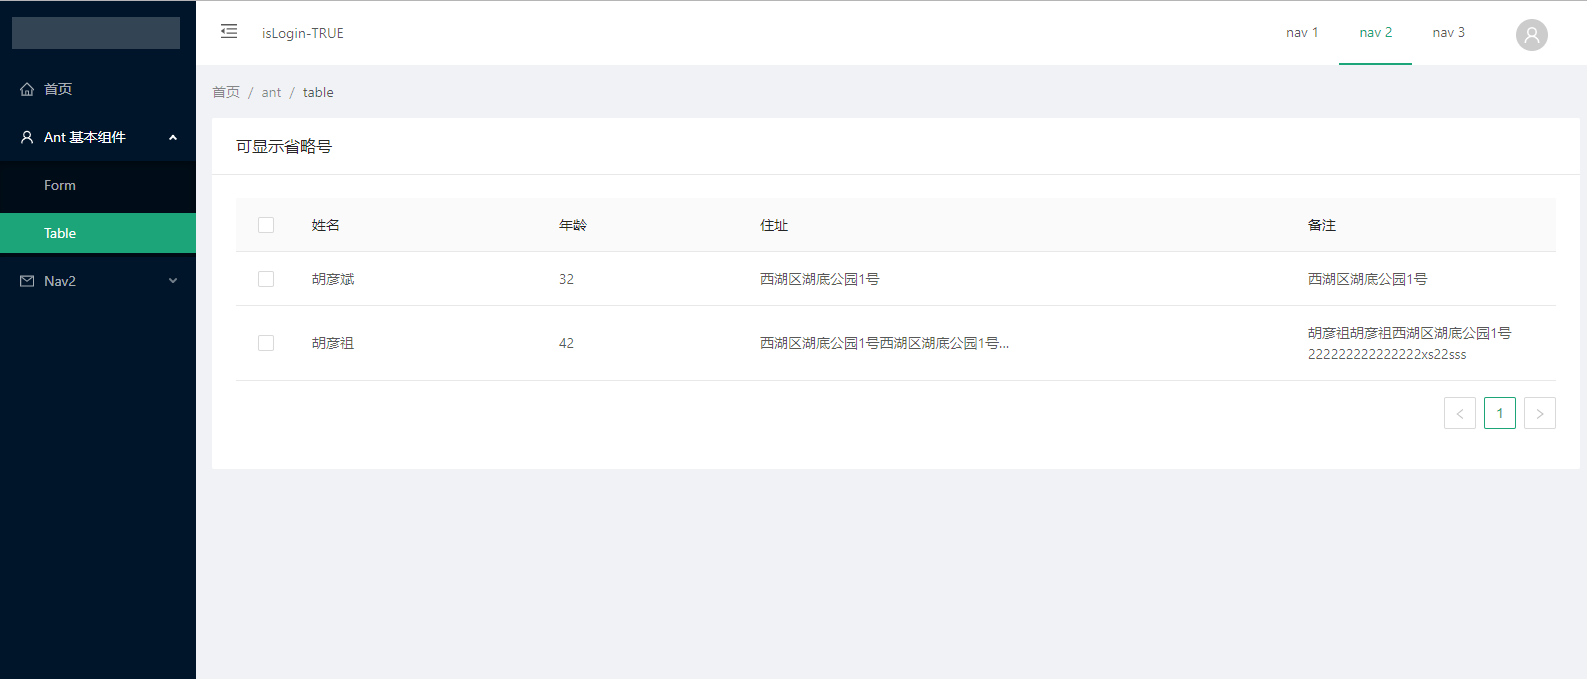 isLogin-TRUE
nav 1
nav 2
nav 3
首页
Ant 基本组件
Form
Table
Nav2
首页 / ant / table
可显示省略号
姓名 年龄 住址 备注
胡彦斌 32 西湖区湖底公园1号 西湖区湖底公园1号
胡彦祖 42 西湖区湖底公园1号西湖区湖底公园1号... 胡彦祖胡彦祖西湖区湖底公园1号
222222222222222xs22sss
< 1 >